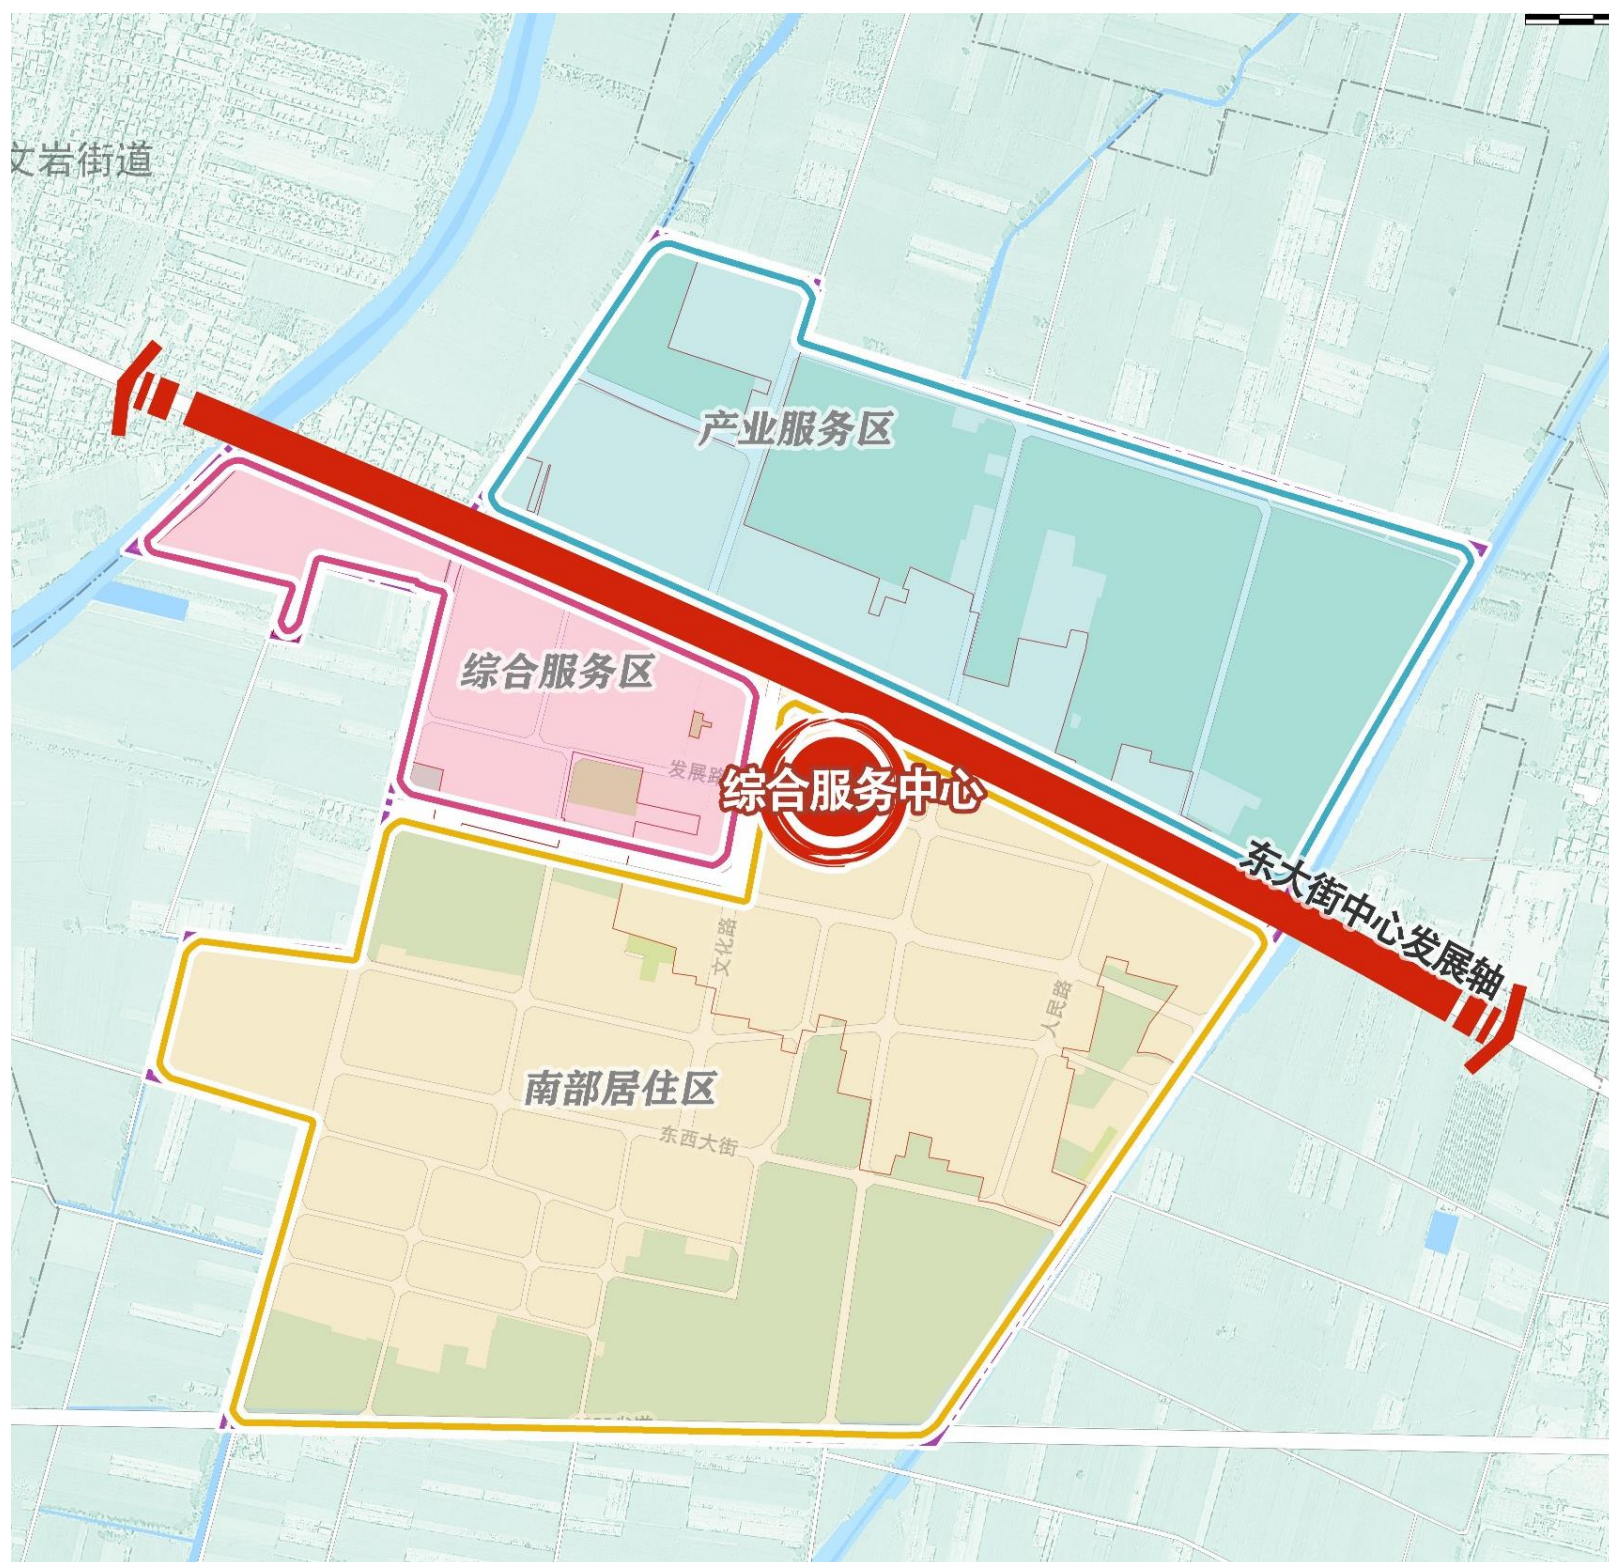 文岩街道
产业服务区
综合服务区
发展路
综合服务中心
东大街中心发展轴
文化路
人民路
南部居住区
东西大街